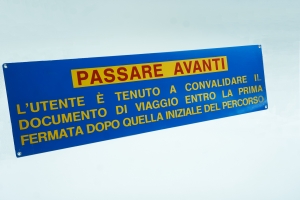 PASSARE AVANTI
L'UTENTE È TENUTO A CONVALIDARE IL
DOCUMENTO DI VIAGGIO ENTRO LA PRIMA
FERMATA DOPO QUELLA INIZIALE DEL PERCORSO